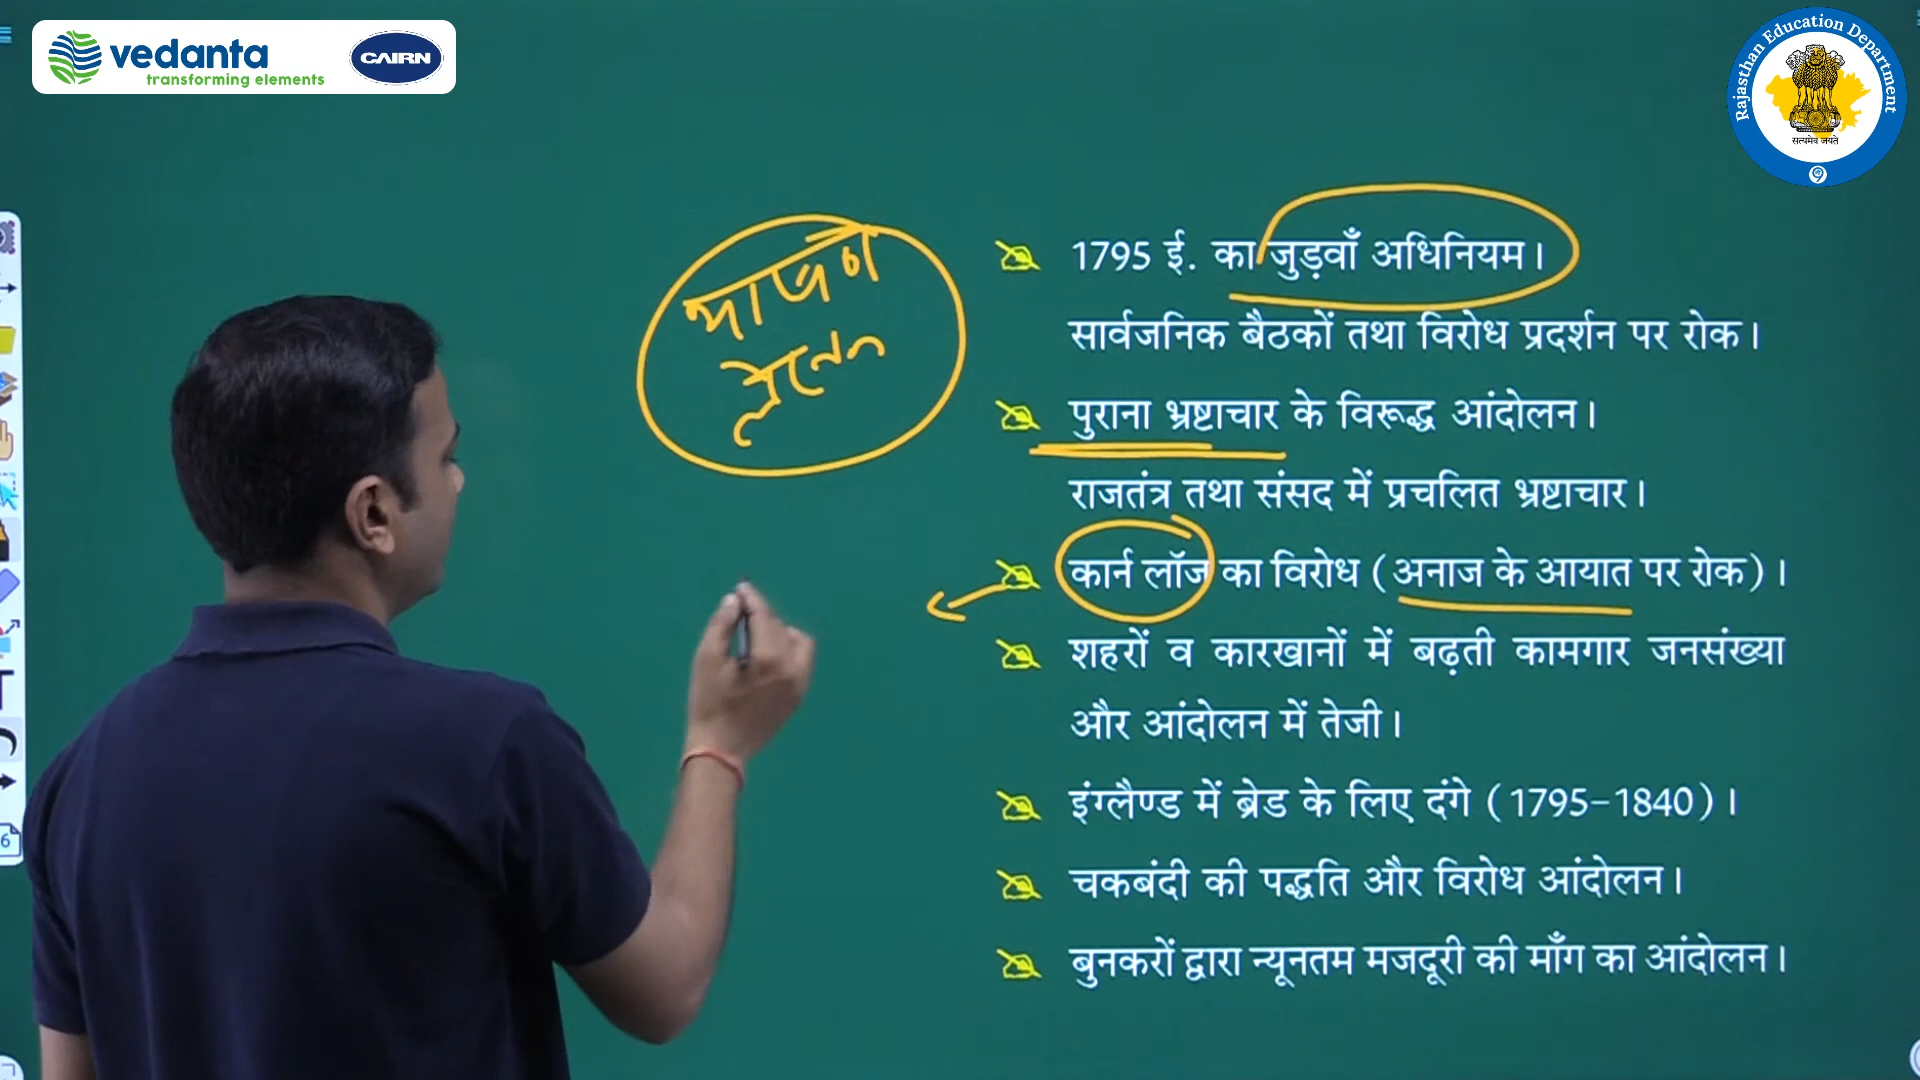 vedanta
transforming elements
CAIRN
Rajasthan Education Department
सत्यमेव जयते
भाषण
लेखन
1795 ई. का जुड़वाँ अधिनियम।
सार्वजनिक बैठकों तथा विरोध प्रदर्शन पर रोक।
पुराना भ्रष्टाचार के विरूद्ध आंदोलन।
राजतंत्र तथा संसद में प्रचलित भ्रष्टाचार।
कार्न लॉज का विरोध (अनाज के आयात पर रोक)।
शहरों व कारखानों में बढ़ती कामगार जनसंख्या
और आंदोलन में तेजी।
इंग्लैण्ड में ब्रेड के लिए दंगे (1795-1840)।
चकबंदी की पद्धति और विरोध आंदोलन।
बुनकरों द्वारा न्यूनतम मजदूरी की माँग का आंदोलन।